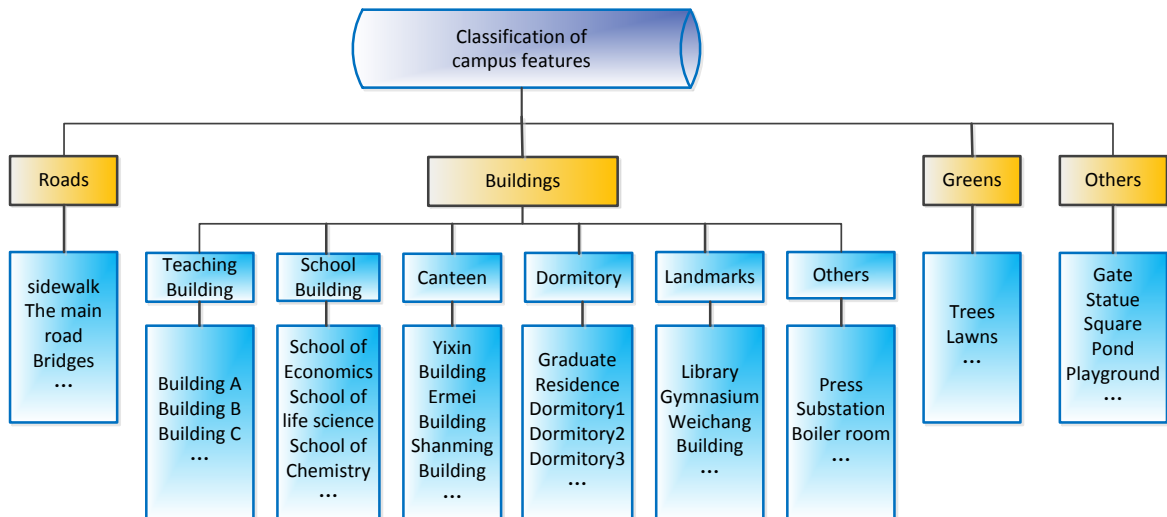 Classification of
campus features
Roads
Buildings
Greens
Others
sidewalk
The main
road
Bridges
...
Teaching
Building
School
Building
Canteen
Dormitory
Landmarks
Others
Building A
Building B
Building C
...
School of
Economics
School of
life science
School of
Chemistry
...
Yixin
Building
Ermei
Building
Shanming
Building
...
Graduate
Residence
Dormitory1
Dormitory2
Dormitory3
...
Library
Gymnasium
Weichang
Building
...
Press
Substation
Boiler room
...
Trees
Lawns
...
Gate
Statue
Square
Pond
Playground
...